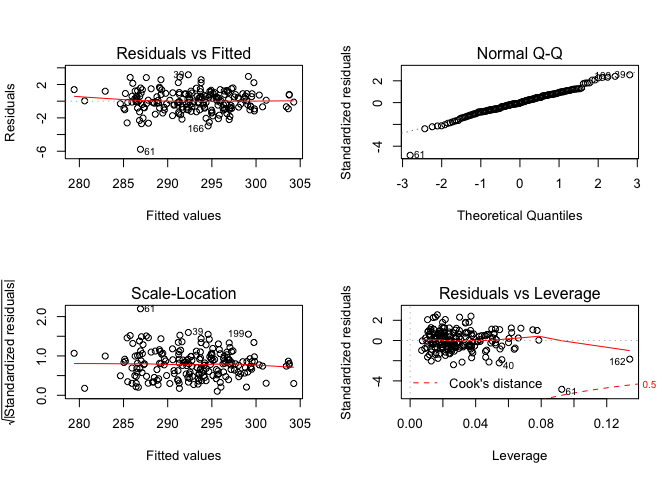 Residuals vs Fitted
Residuals
2
-2
-6
39
166
61
280 285 290 295 300 305
Fitted values
Normal Q-Q
Standardized residuals
2
0
-4
39
61
-3 -2 -1 0 1 2 3
Theoretical Quantiles
Scale-Location
√|Standardized residuals|
2.0
1.0
0.0
61
39
199
280 285 290 295 300 305
Fitted values
Residuals vs Leverage
Standardized residuals
2
0
4
162
40
61
Cook's distance
0.5
0.00 0.04 0.08 0.12
Leverage